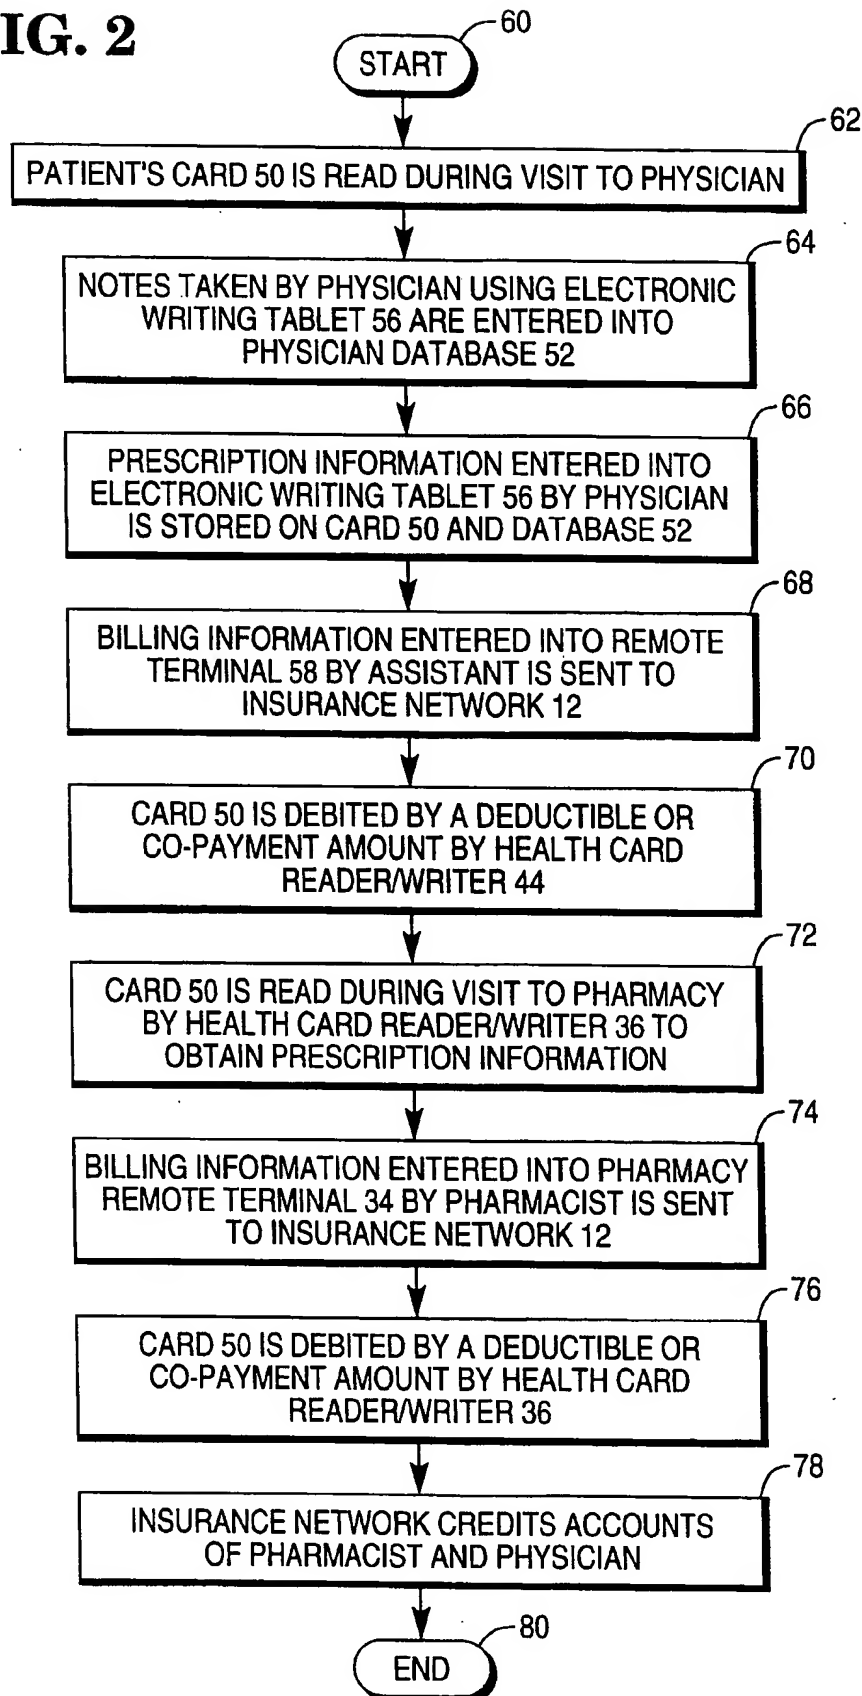 IG. 2
60
START
62
PATIENT'S CARD 50 IS READ DURING VISIT TO PHYSICIAN
64
NOTES TAKEN BY PHYSICIAN USING ELECTRONIC
WRITING TABLET 56 ARE ENTERED INTO
PHYSICIAN DATABASE 52
66
PRESCRIPTION INFORMATION ENTERED INTO
ELECTRONIC WRITING TABLET 56 BY PHYSICIAN
IS STORED ON CARD 50 AND DATABASE 52
68
BILLING INFORMATION ENTERED INTO REMOTE
TERMINAL 58 BY ASSISTANT IS SENT TO
INSURANCE NETWORK 12
70
CARD 50 IS DEBITED BY A DEDUCTIBLE OR
CO-PAYMENT AMOUNT BY HEALTH CARD
READER/WRITER 44
72
CARD 50 IS READ DURING VISIT TO PHARMACY
BY HEALTH CARD READER/WRITER 36 TO
OBTAIN PRESCRIPTION INFORMATION
74
BILLING INFORMATION ENTERED INTO PHARMACY
REMOTE TERMINAL 34 BY PHARMACIST IS SENT
TO INSURANCE NETWORK 12
76
CARD 50 IS DEBITED BY A DEDUCTIBLE OR
CO-PAYMENT AMOUNT BY HEALTH CARD
READER/WRITER 36
78
INSURANCE NETWORK CREDITS ACCOUNTS
OF PHARMACIST AND PHYSICIAN
80
END